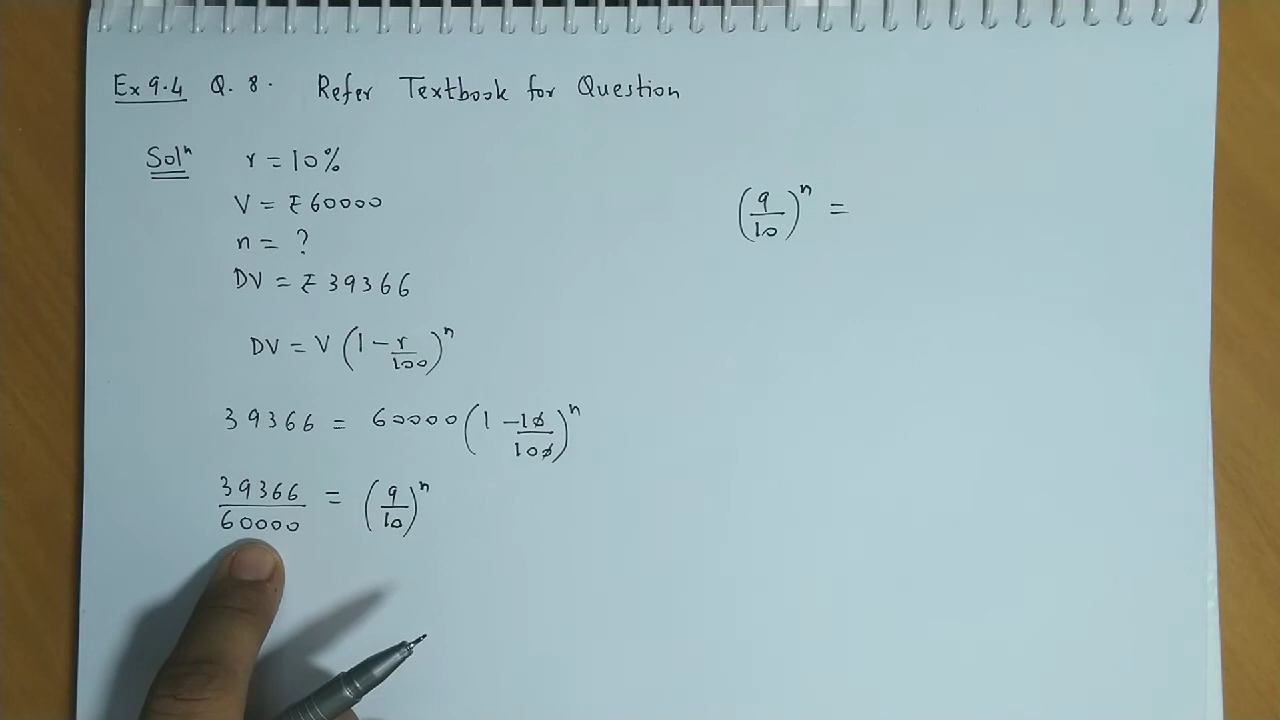 Ex 9.4 Q. 8. Refer Textbook for Question
Solⁿ r = 10%
V = ₹ 60000
n = ?
DV = ₹ 39366
DV = V (1 - r/100)ⁿ
39366 = 60000 (1 - 10/100)ⁿ
39366/60000 = (9/10)ⁿ
(9/10)ⁿ =